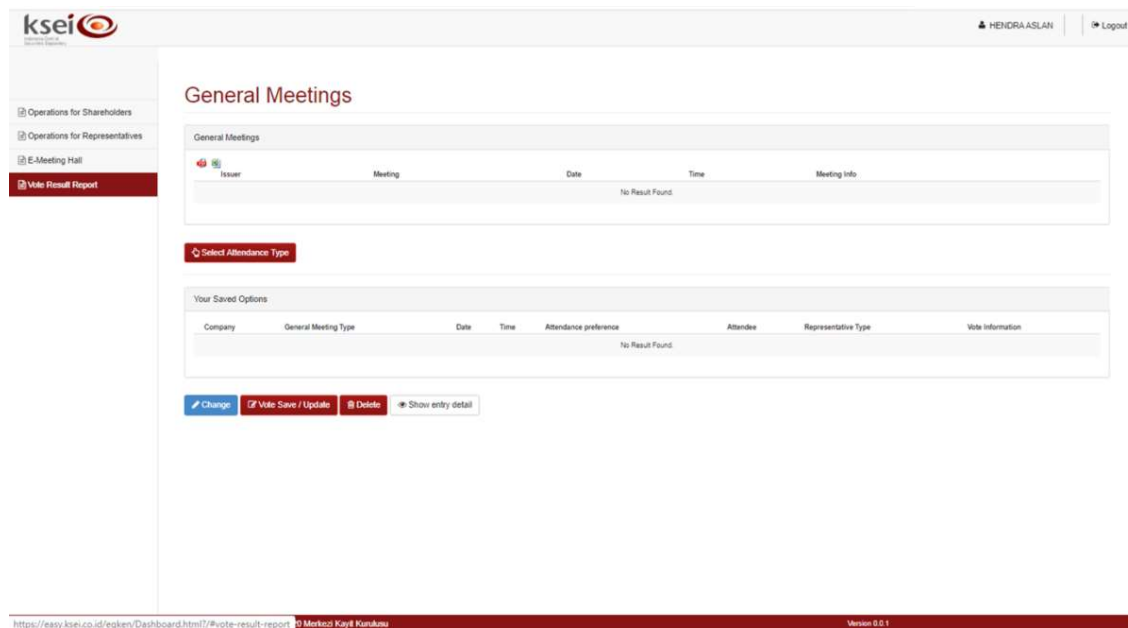 ksei
HENDRA ASLAN
Logout
Operations for Shareholders
Operations for Representatives
E-Meeting Hall
Vote Result Report
General Meetings
General Meetings
Issuer Meeting Date Time Meeting Info
No Result Found.
Select Attendance Type
Your Saved Options
Company General Meeting Type Date Time Attendance preference Attendee Representative Type Vote Information
No Result Found.
Change Vote Save / Update Delete Show entry detail
https://easy.ksei.co.id/egken/Dashboard.html?/#vote-result-report Merkezi Kayıt Kurulusu Version 0.0.1